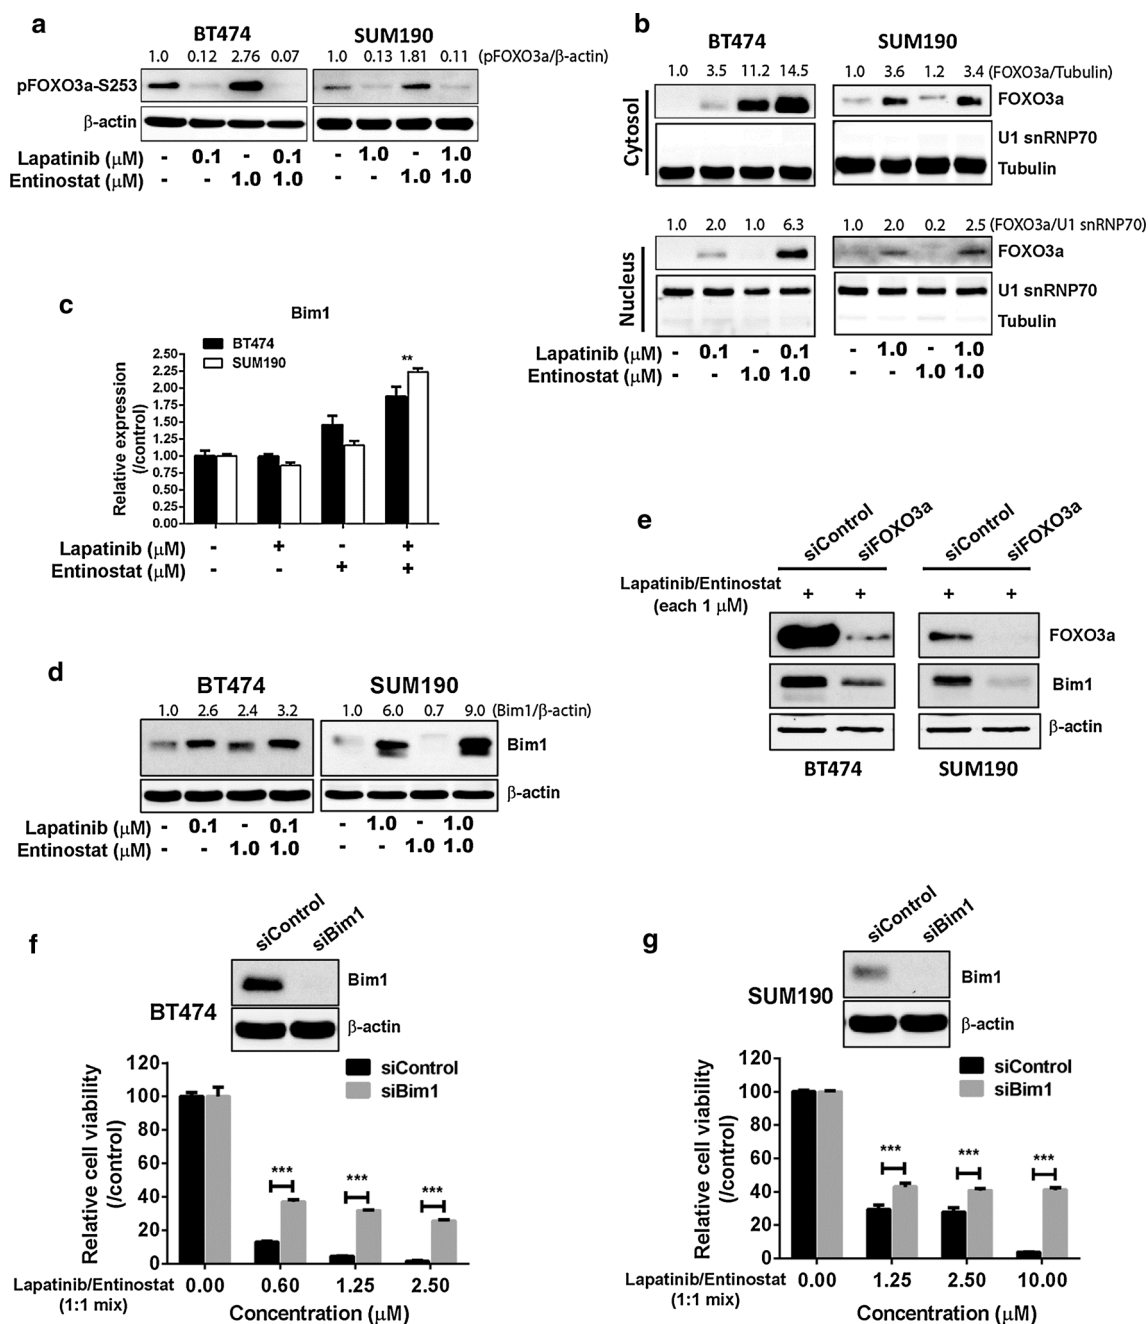 a
BT474
SUM190
1.0 0.12 2.76 0.07 1.0 0.13 1.81 0.11 (pFOXO3a/β-actin)
pFOXO3a-S253
β-actin
Lapatinib (μM) - 0.1 - 0.1 - 1.0 - 1.0
Entinostat (μM) - - 1.0 1.0 - - 1.0 1.0
b
BT474
SUM190
1.0 3.5 11.2 14.5 1.0 3.6 1.2 3.4 (FOXO3a/Tubulin)
Cytosol
FOXO3a
U1 snRNP70
Tubulin
1.0 2.0 1.0 6.3 1.0 2.0 0.2 2.5 (FOXO3a/U1 snRNP70)
Nucleus
FOXO3a
U1 snRNP70
Tubulin
Lapatinib (μM) - 0.1 - 0.1 - 1.0 - 1.0
Entinostat (μM) - - 1.0 1.0 - - 1.0 1.0
c
Bim1
BT474
SUM190
**
Relative expression
(/control)
2.50
2.25
2.00
1.75
1.50
1.25
1.00
0.75
0.50
0.25
0.00
Lapatinib (μM) - + - +
Entinostat (μM) - - + +
d
BT474
SUM190
1.0 2.6 2.4 3.2 1.0 6.0 0.7 9.0 (Bim1/β-actin)
Bim1
β-actin
Lapatinib (μM) - 0.1 - 0.1 - 1.0 - 1.0
Entinostat (μM) - - 1.0 1.0 - - 1.0 1.0
e
siControl
siFOXO3a
siControl
siFOXO3a
Lapatinib/Entinostat
(each 1 μM)
+ + + +
FOXO3a
Bim1
β-actin
BT474
SUM190
f
siControl
siBim1
Bim1
BT474
β-actin
siControl
siBim1
Relative cell viability
(/control)
120
100
80
60
40
20
0
*** *** ***
0.00 0.60 1.25 2.50
Lapatinib/Entinostat
(1:1 mix)
Concentration (μM)
g
siControl
siBim1
Bim1
SUM190
β-actin
siControl
siBim1
Relative cell viability
(/control)
120
100
80
60
40
20
0
*** *** ***
0.00 1.25 2.50 10.00
Lapatinib/Entinostat
(1:1 mix)
Concentration (μM)